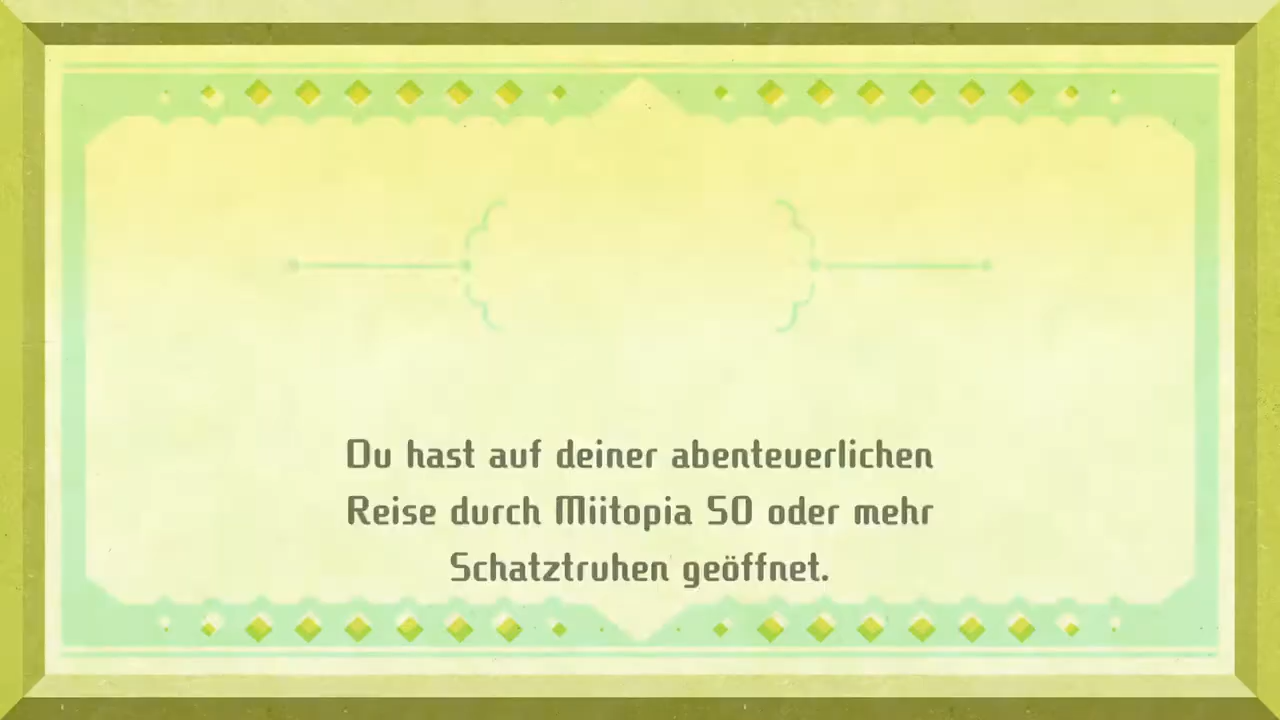 Du hast auf deiner abenteuerlichen
Reise durch Miitopia 50 oder mehr
Schatztruhen geöffnet.